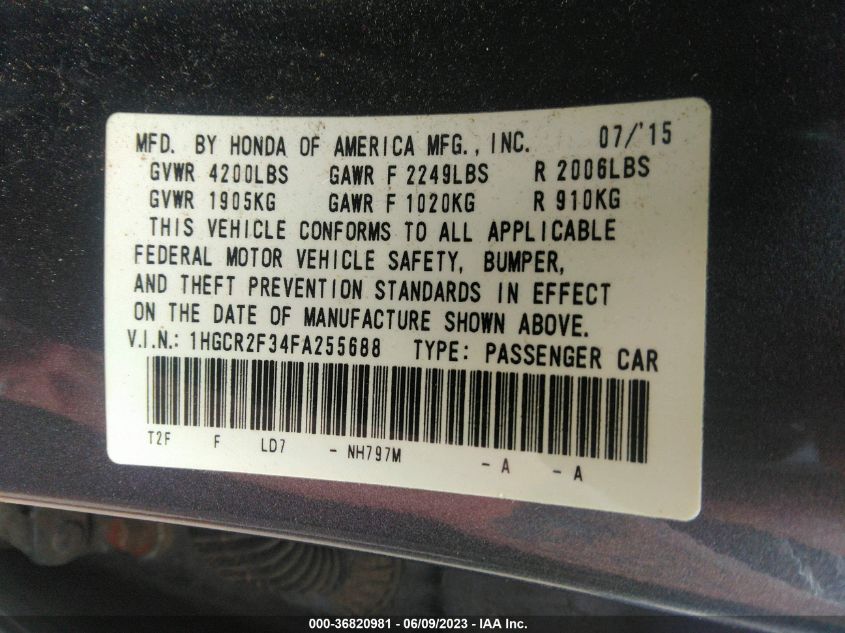 MFD. BY HONDA OF AMERICA MFG., INC. 07/'15
GVWR 4200LBS GAWR F 2249LBS R 2006LBS
GVWR 1905KG GAWR F 1020KG R 910KG
THIS VEHICLE CONFORMS TO ALL APPLICABLE
FEDERAL MOTOR VEHICLE SAFETY, BUMPER,
AND THEFT PREVENTION STANDARDS IN EFFECT
ON THE DATE OF MANUFACTURE SHOWN ABOVE.
V.I.N.: 1HGCR2F34FA255688 TYPE: PASSENGER CAR
T2F F LD7 - NH797M - A - A
000-36820981 - 06/09/2023 - IAA Inc.